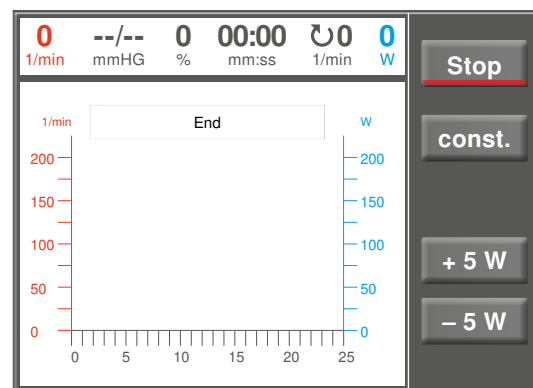 0 --/-- 0 00:00 ↻0 0
1/min mmHG % mm:ss 1/min W
Stop
1/min End W
const.
200 200
150 150
100 100
+ 5 W
50 50
– 5 W
0 0
0 5 10 15 20 25